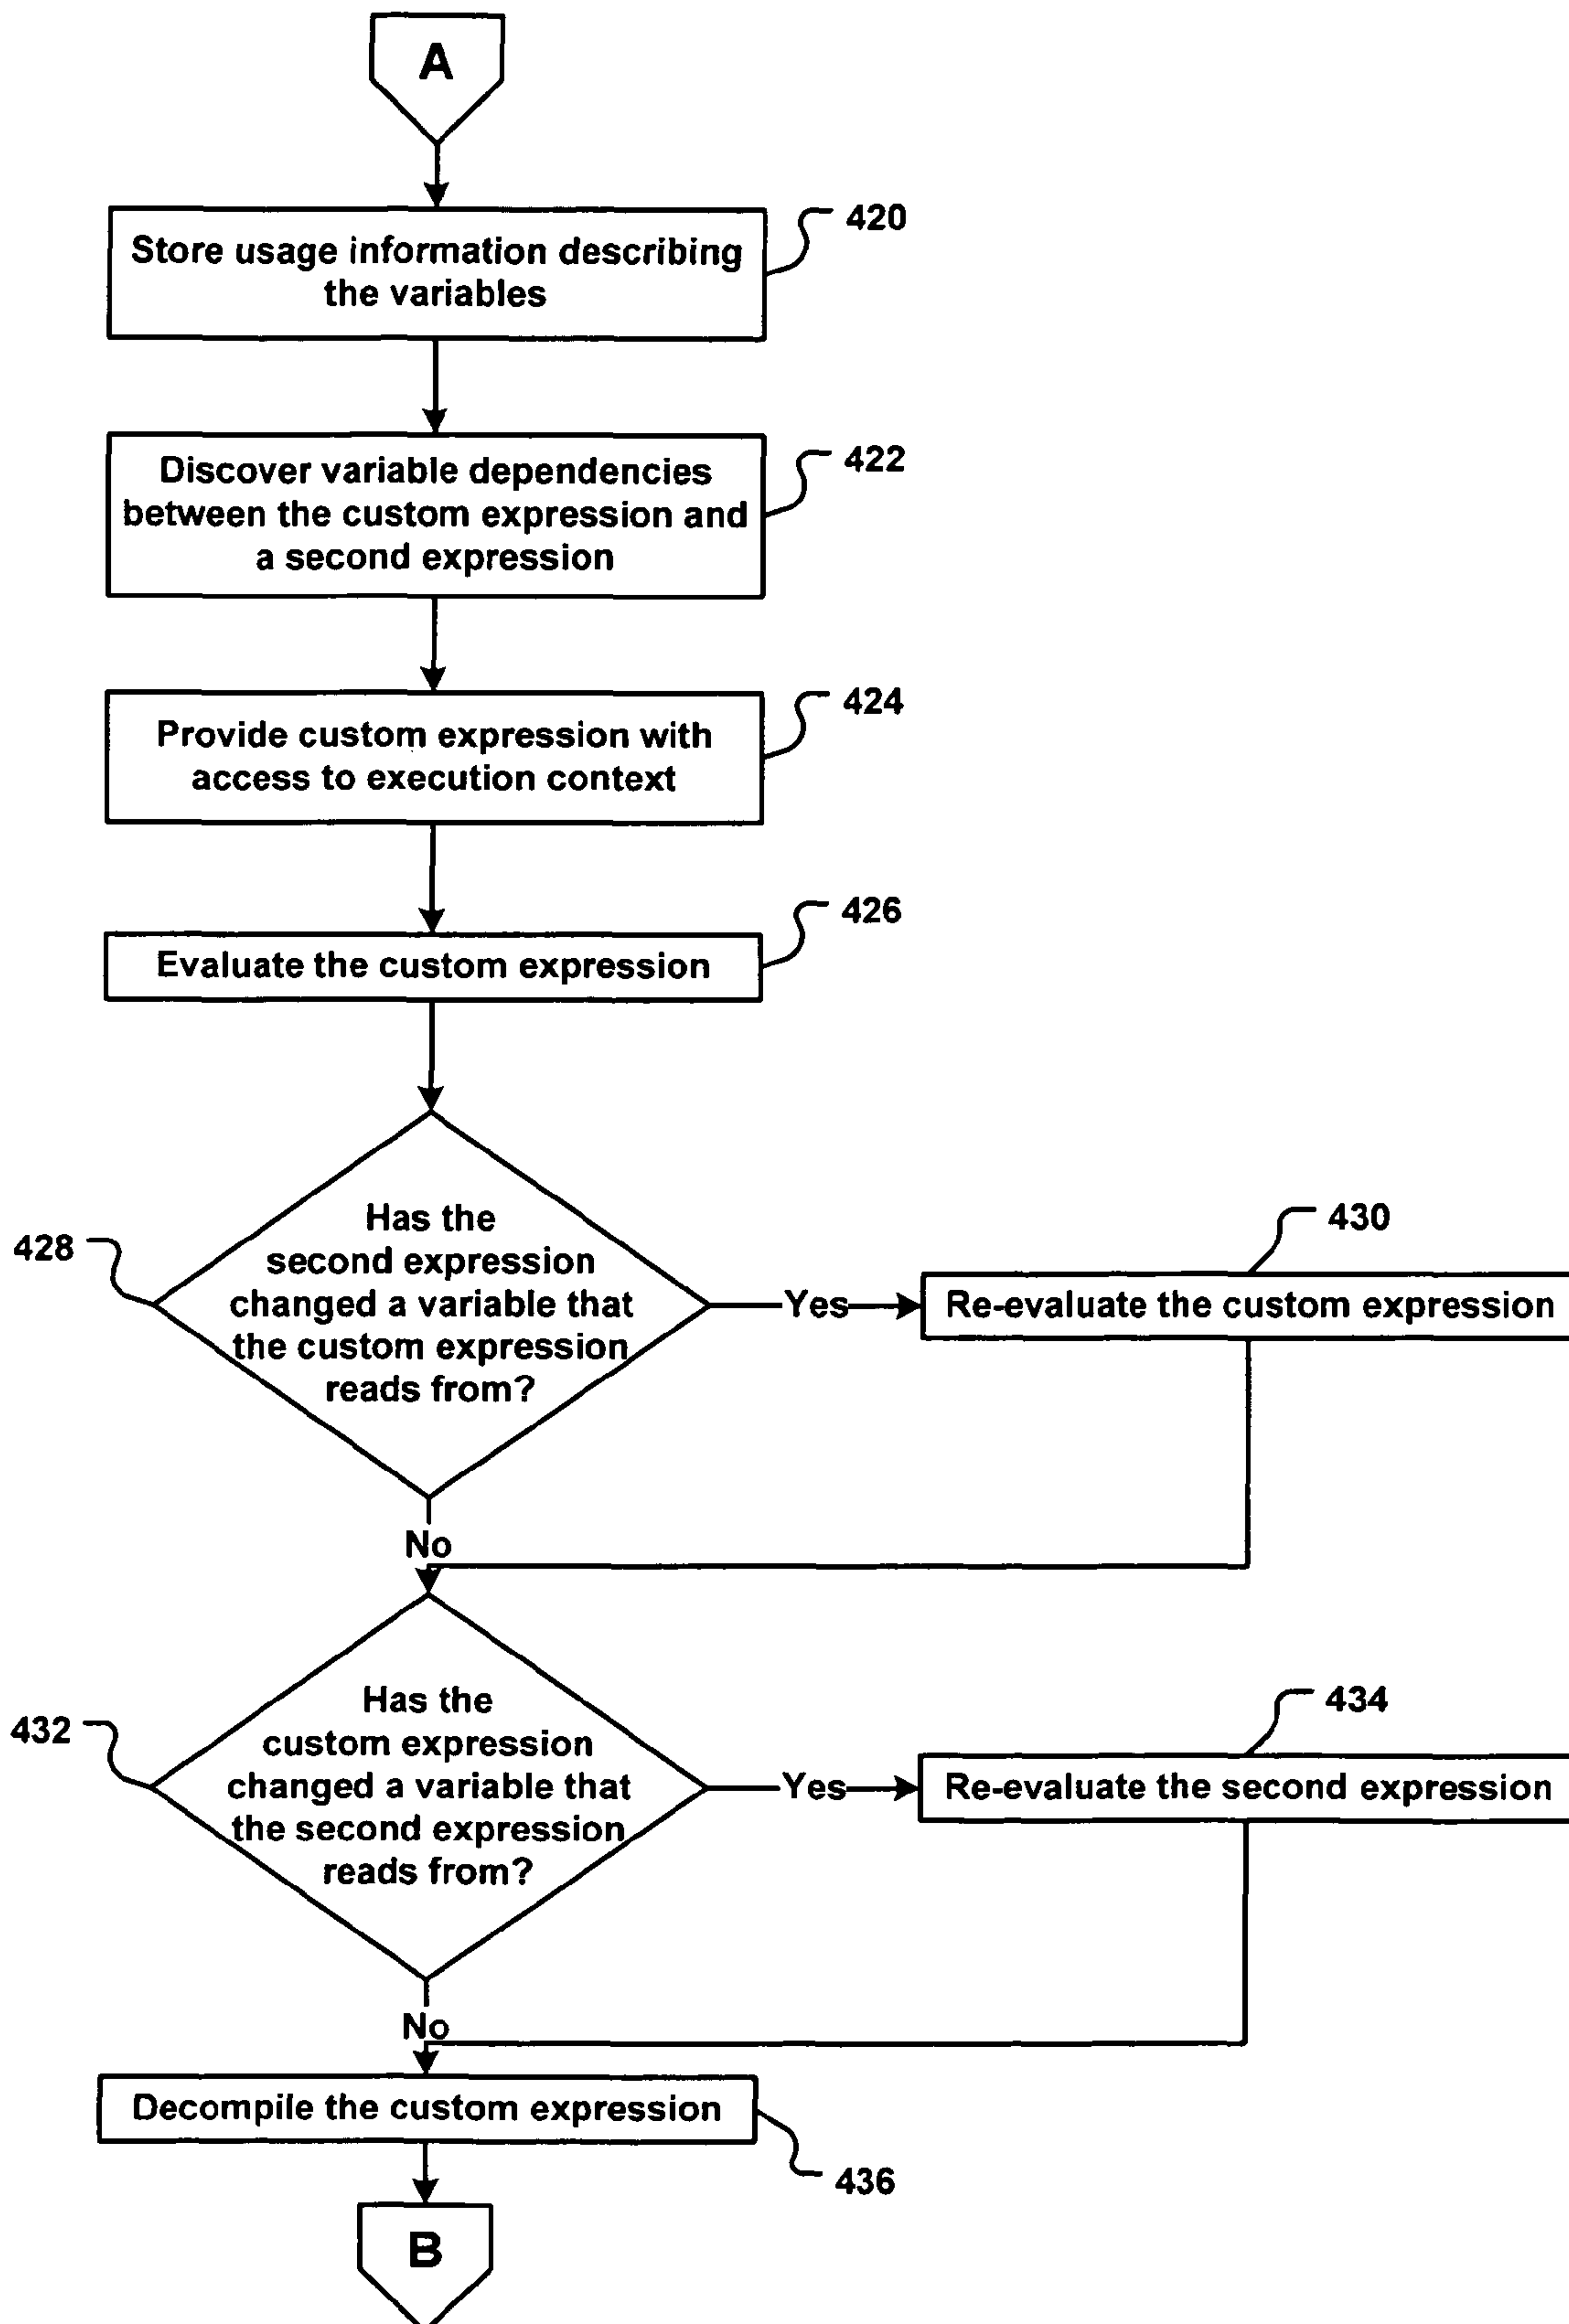 A
420
Store usage information describing
the variables
422
Discover variable dependencies
between the custom expression and
a second expression
424
Provide custom expression with
access to execution context
426
Evaluate the custom expression
428
Has the
second expression
changed a variable that
the custom expression
reads from?
Yes
430
Re-evaluate the custom expression
No
432
Has the
custom expression
changed a variable that
the second expression
reads from?
Yes
434
Re-evaluate the second expression
No
Decompile the custom expression
436
B